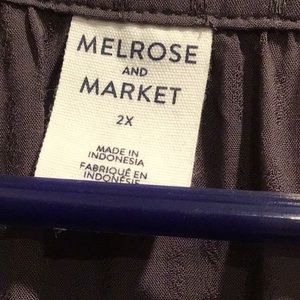 MELROSE
AND
MARKET
2X
MADE IN
INDONESIA
FABRIQUÉ EN
INDONÉSIE